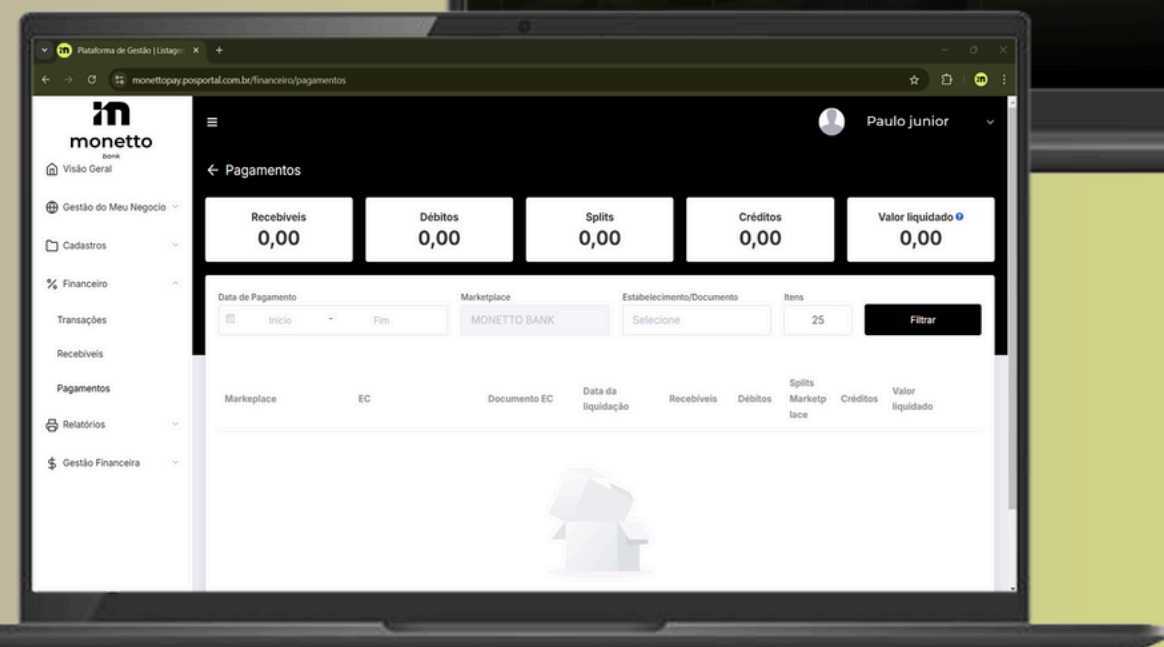 Plataforma de Gestão | Listage
monettopay.posportal.com.br/financeiro/pagamentos
m
monetto
bank
Paulo junior
Visão Geral
Gestão do Meu Negocio
Cadastros
Financeiro
Transações
Recebíveis
Pagamentos
Relatórios
Gestão Financeira
Pagamentos
Recebíveis
0,00
Débitos
0,00
Splits
0,00
Créditos
0,00
Valor liquidado
0,00
Data de Pagamento
Início - Fim
Marketplace
MONETTO BANK
Estabelecimento/Documento
Selecione
Itens
25
Filtrar
Markeplace
EC
Documento EC
Data da
liquidação
Recebíveis
Débitos
Splits
Marketp
lace
Créditos
Valor
liquidado